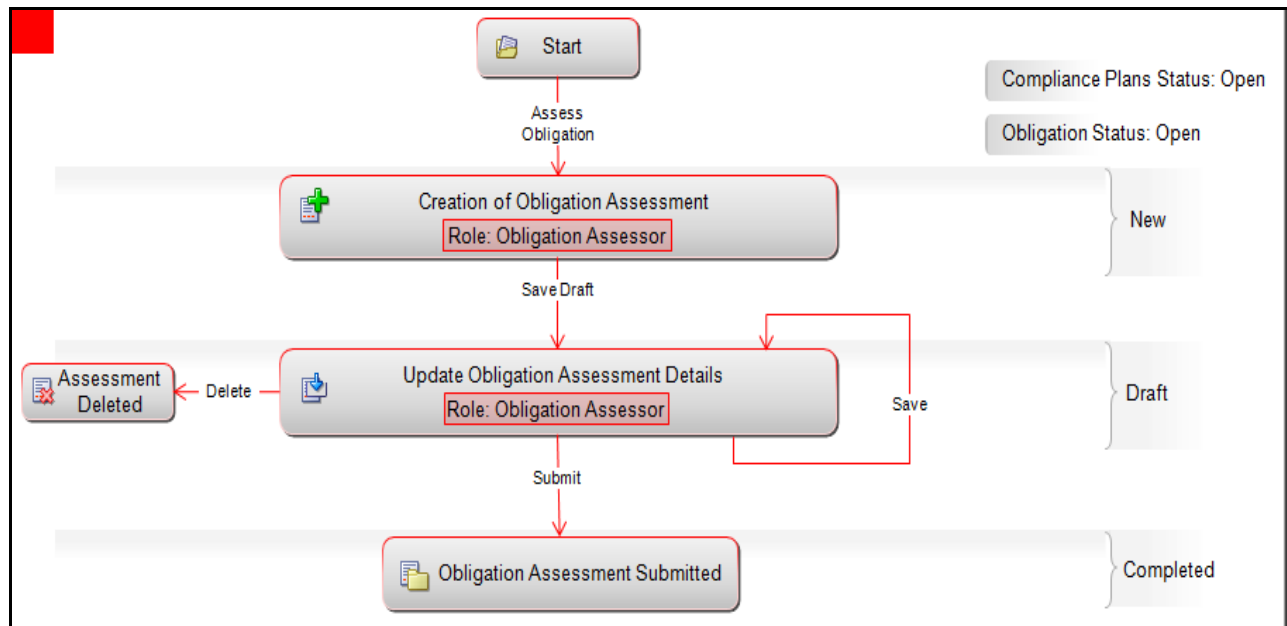 Start
Compliance Plans Status: Open
Assess
Obligation
Obligation Status: Open
Creation of Obligation Assessment
Role: Obligation Assessor
New
Save Draft
Assessment
Deleted
Delete
Update Obligation Assessment Details
Role: Obligation Assessor
Save
Draft
Submit
Obligation Assessment Submitted
Completed